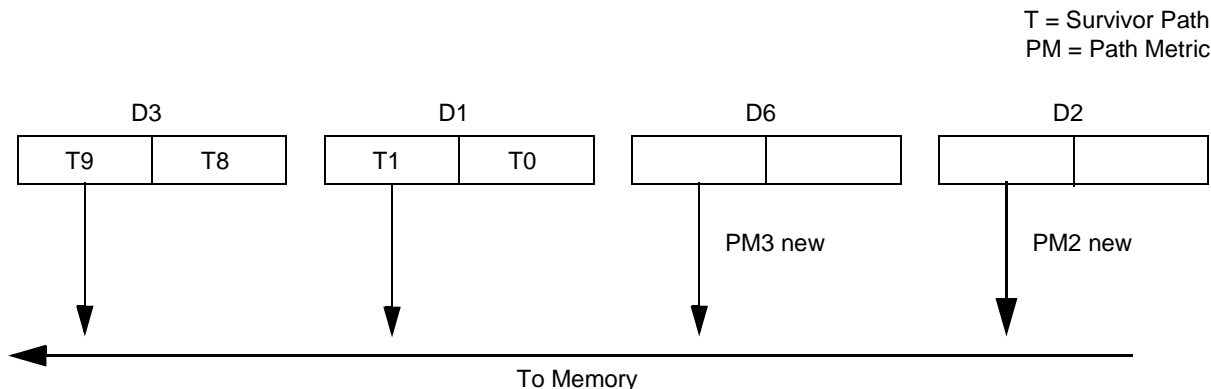 T = Survivor Path
PM = Path Metric
D3 D1 D6 D2
T9 T8 T1 T0
PM3 new PM2 new
To Memory